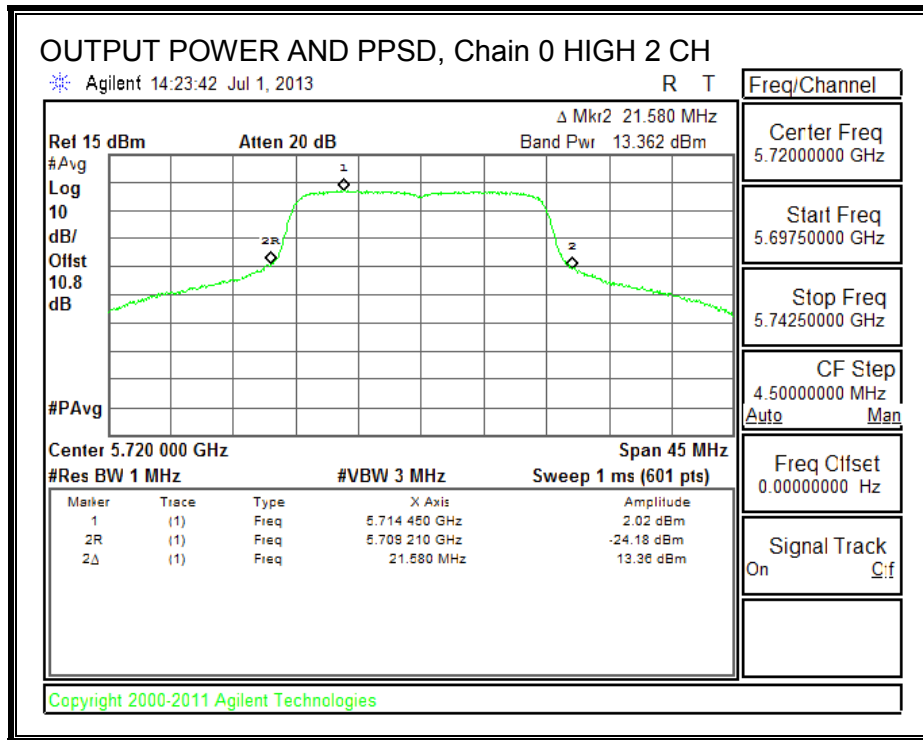 OUTPUT POWER AND PPSD, Chain 0 HIGH 2 CH
Agilent 14:23:42 Jul 1, 2013 R T
Δ Mkr2 21.580 MHz
Ref 15 dBm Atten 20 dB Band Pwr 13.362 dBm
#Avg
Log
10
dB/
Offst
10.8
dB
1
2R
2
#PAvg
Center 5.720 000 GHz Span 45 MHz
#Res BW 1 MHz #VBW 3 MHz Sweep 1 ms (601 pts)
Marker Trace Type X Axis Amplitude
1 (1) Freq 5.714 450 GHz 2.02 dBm
2R (1) Freq 5.709 210 GHz -24.18 dBm
2Δ (1) Freq 21.580 MHz 13.36 dBm
Freq/Channel
Center Freq
5.72000000 GHz
Start Freq
5.69750000 GHz
Stop Freq
5.74250000 GHz
CF Step
4.50000000 MHz
Auto Man
Freq Offset
0.00000000 Hz
Signal Track
On Off
Copyright 2000-2011 Agilent Technologies